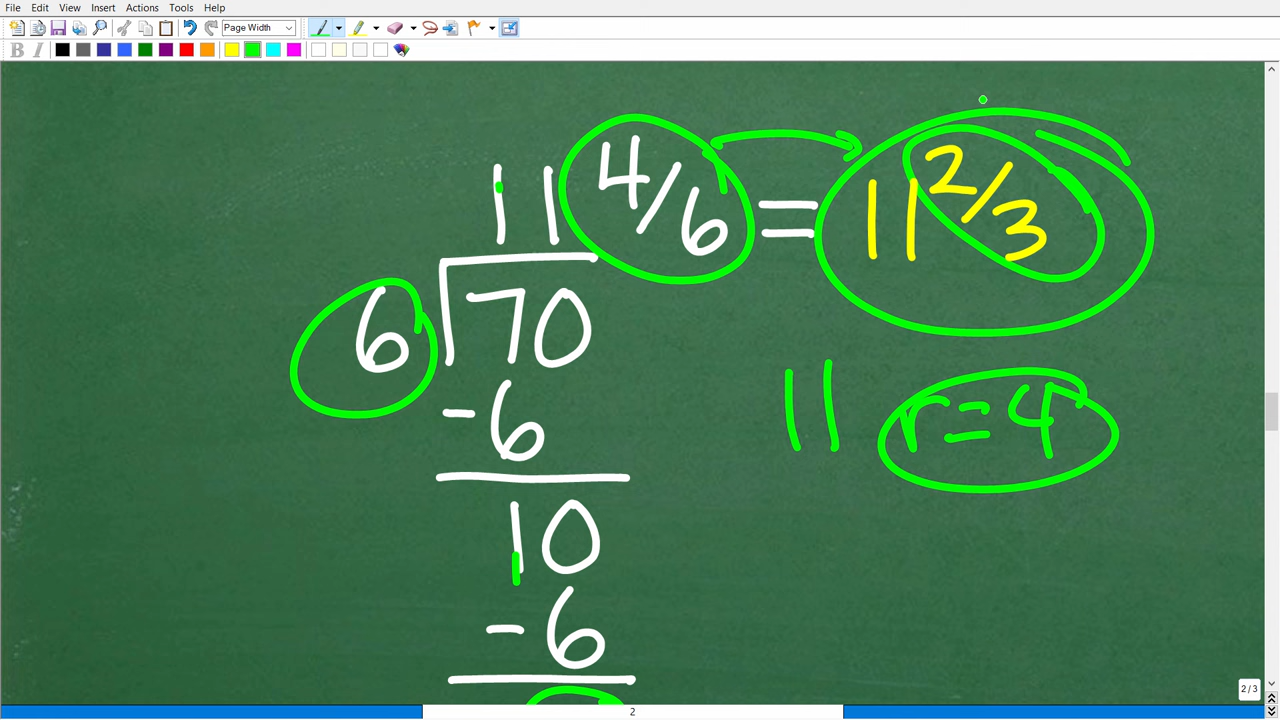 File Edit View Insert Actions Tools Help
Page Width
B I
11 4/6 = 11 2/3
6 70
11 r=4
-6
10
-6
2/3
2